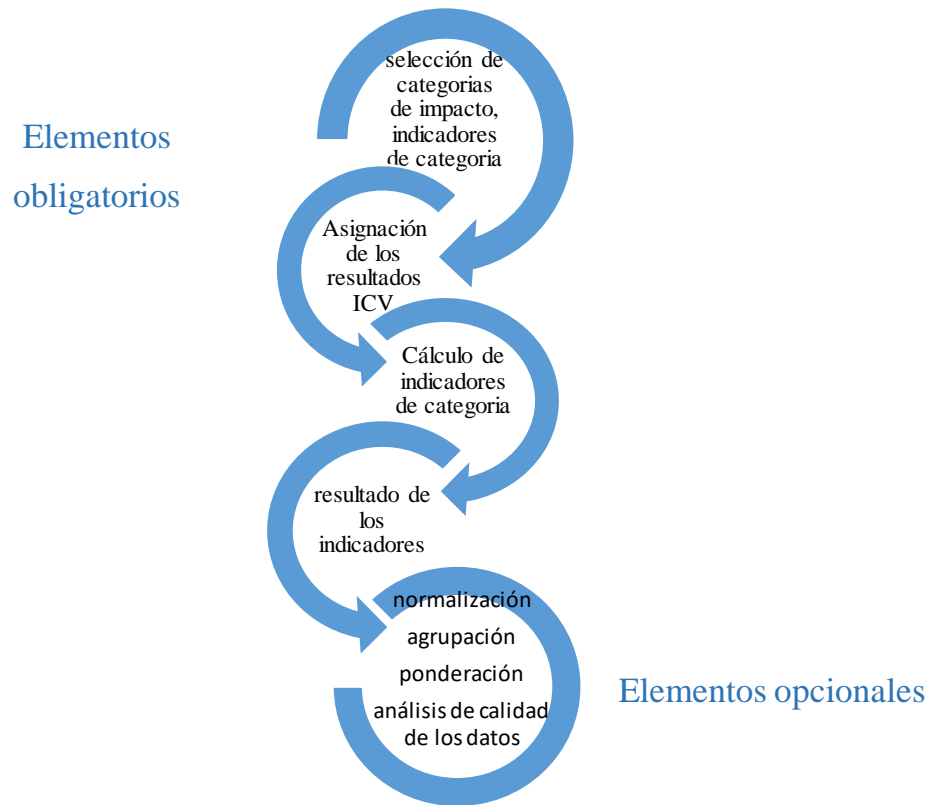 selección de
categorias
de impacto,
indicadores
de categoria
Elementos
obligatorios
Asignación
de los
resultados
ICV
Cálculo de
indicadores
de categoria
resultado de
los
indicadores
normalización
agrupación
ponderación
análisis de calidad
de los datos
Elementos opcionales